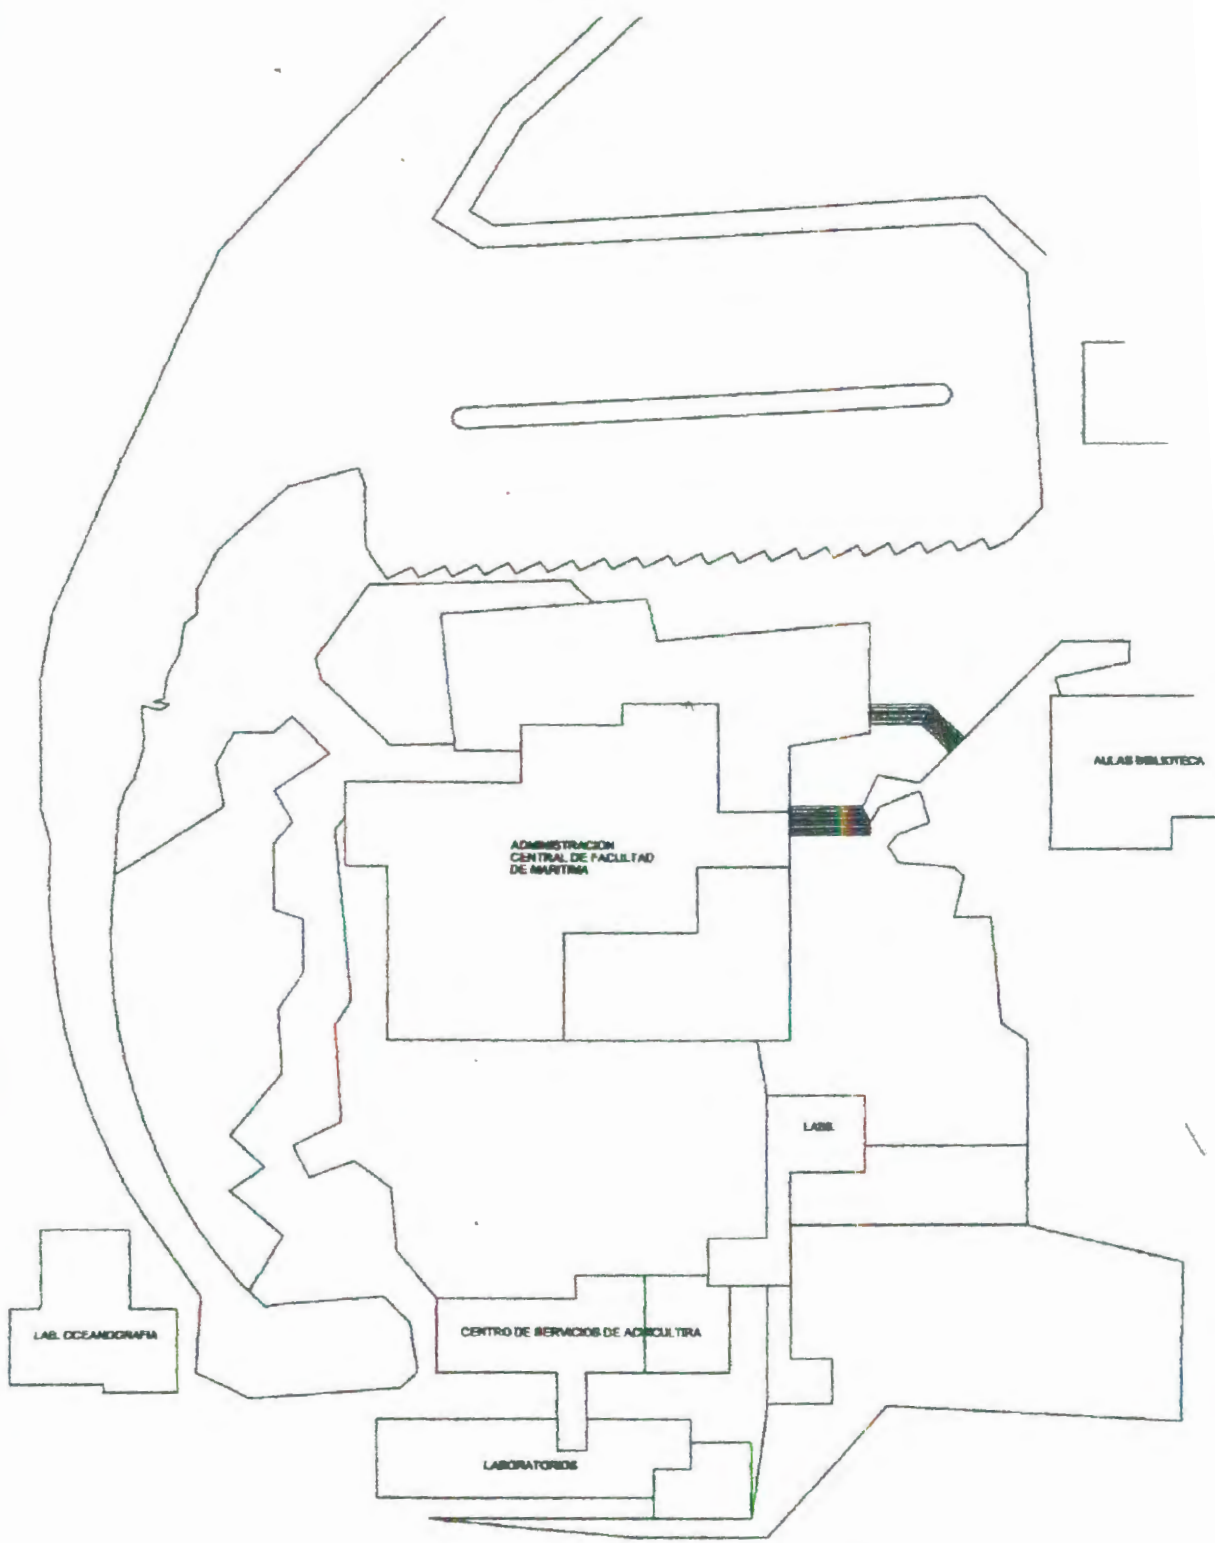 AULAS BIBLIOTECA
ADMINISTRACION
CENTRAL DE FACULTAD
DE MARITIMA
LABS.
LAB. OCEANOGRAFIA
CENTRO DE SERVICIOS DE ACUICULTIRA
LABORATORIOS